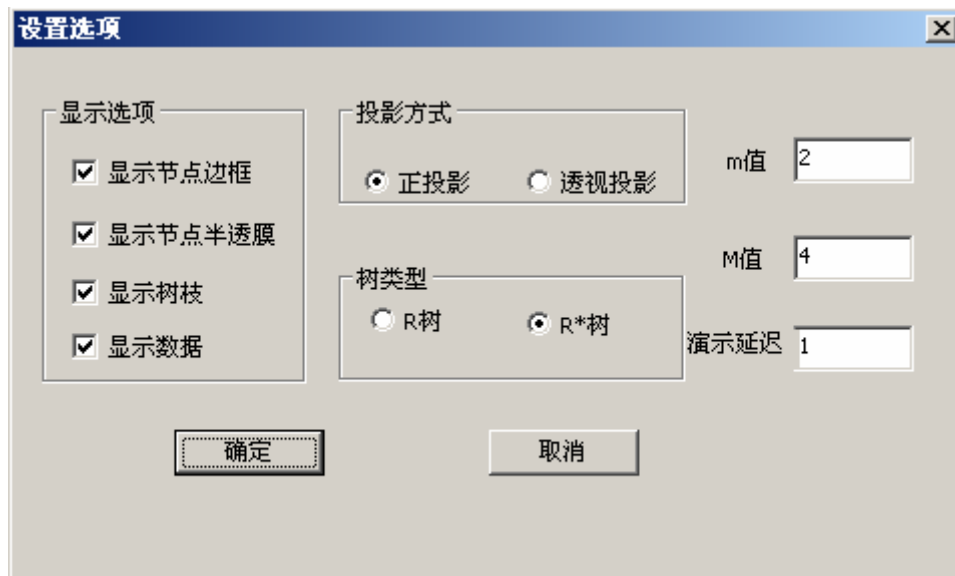 设置选项
显示选项
显示节点边框
显示节点半透膜
显示树枝
显示数据
投影方式
正投影 透视投影
树类型
R树 R*树
m值 2
M值 4
演示延迟 1
确定 取消